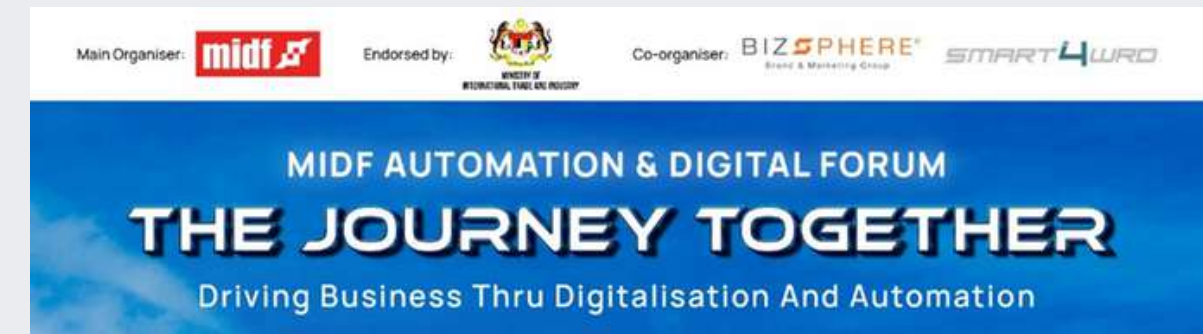 Main Organiser: midf Endorsed by: MINISTRY OF INTERNATIONAL TRADE AND INDUSTRY Co-organiser: BIZSPHERE® Brand & Marketing Group SMART4WRD
MIDF AUTOMATION & DIGITAL FORUM
THE JOURNEY TOGETHER
Driving Business Thru Digitalisation And Automation